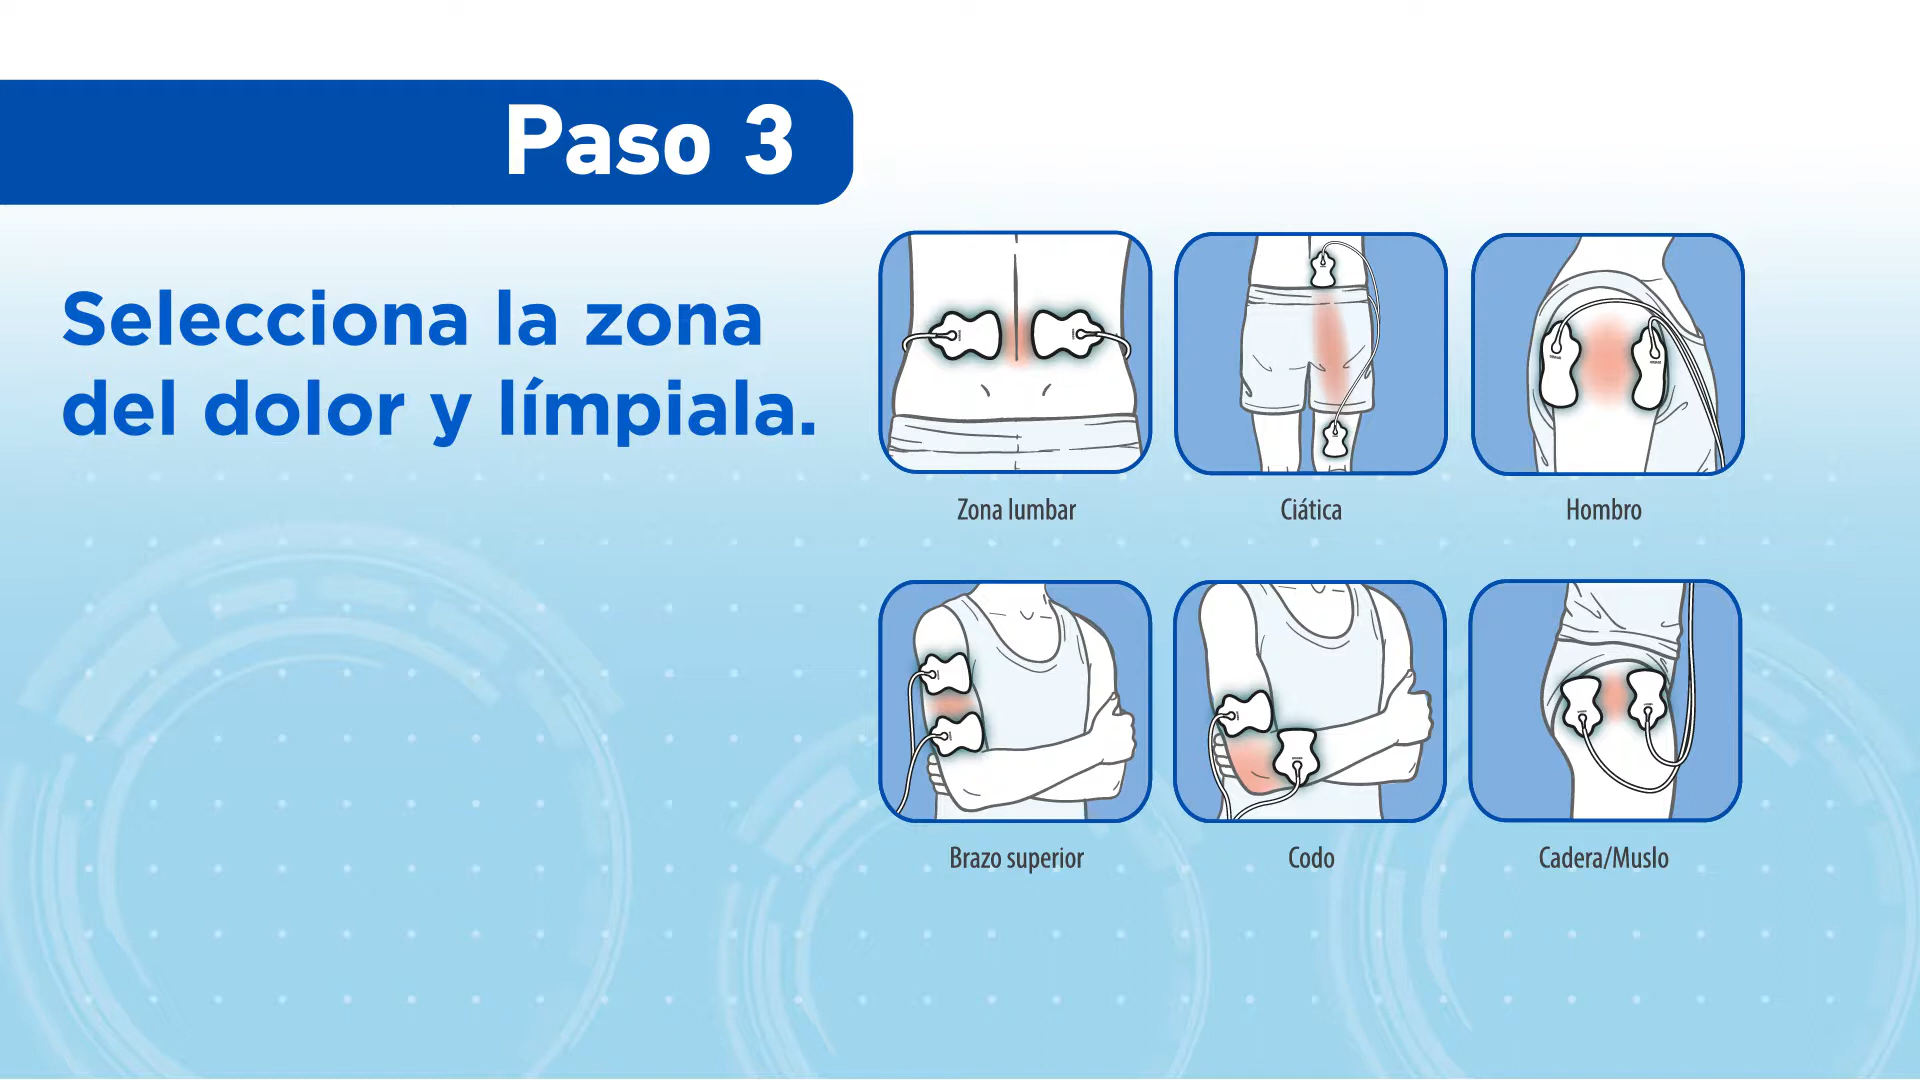 Paso 3
Selecciona la zona
del dolor y límpiala.
Zona lumbar
Ciática
Hombro
Brazo superior
Codo
Cadera/Muslo